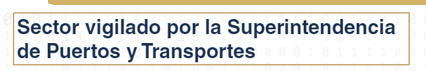 Sector vigilado por la Superintendencia
de Puertos y Transportes